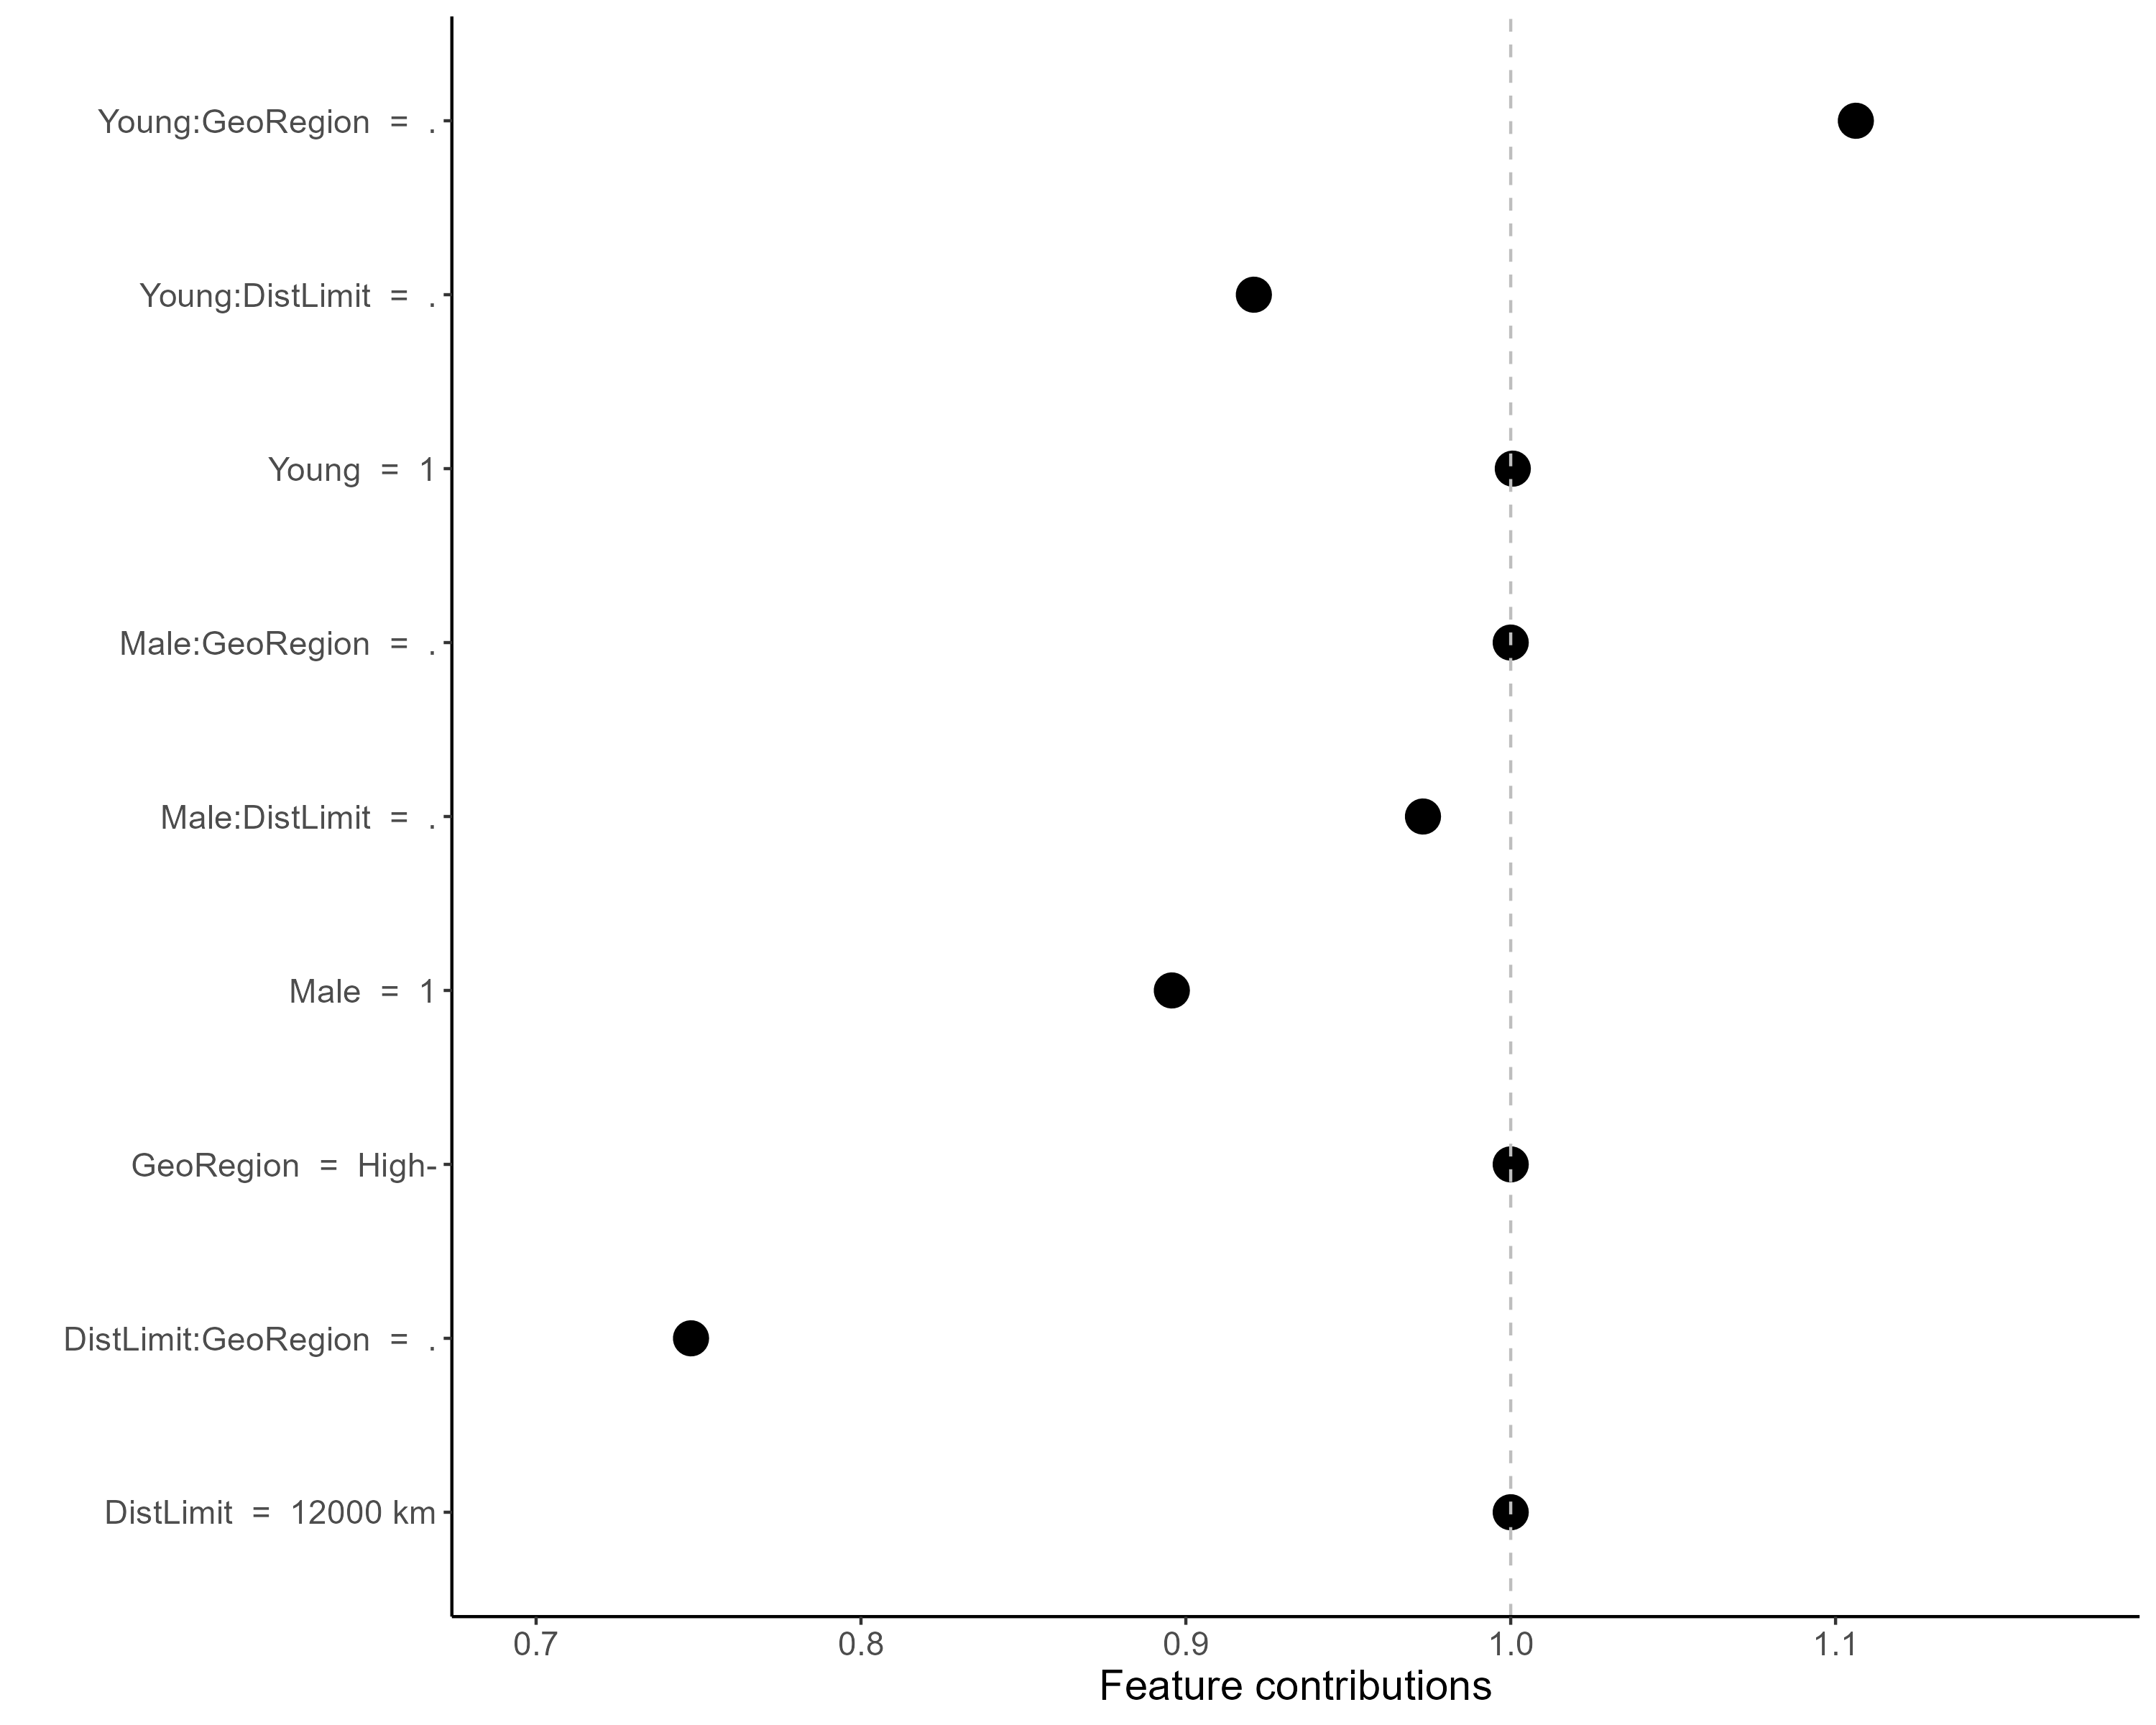 Young:GeoRegion = .
Young:DistLimit = .
Young = 1
Male:GeoRegion = .
Male:DistLimit = .
Male = 1
GeoRegion = High-
DistLimit:GeoRegion = .
DistLimit = 12000 km
0.7 0.8 0.9 1.0 1.1
Feature contributions